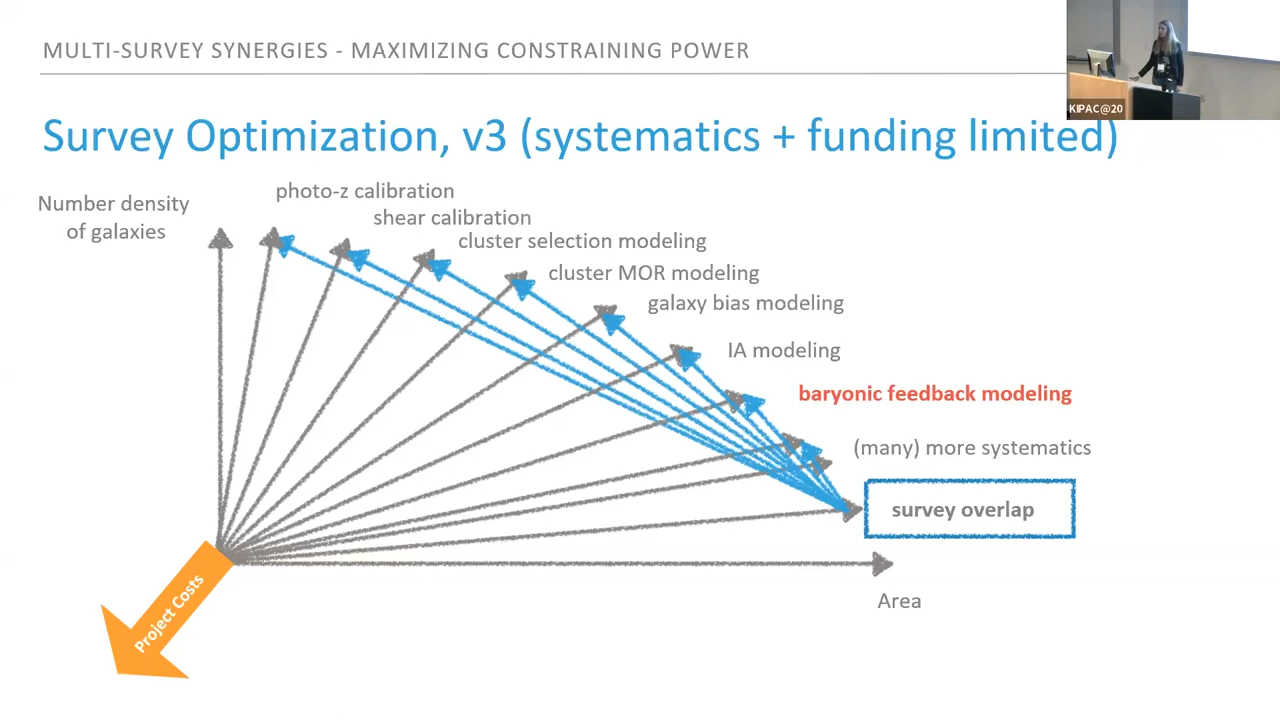 MULTI-SURVEY SYNERGIES - MAXIMIZING CONSTRAINING POWER
KIPAC@20
Survey Optimization, v3 (systematics + funding limited)
photo-z calibration
Number density
of galaxies
shear calibration
cluster selection modeling
cluster MOR modeling
galaxy bias modeling
IA modeling
baryonic feedback modeling
(many) more systematics
survey overlap
Area
Project Costs